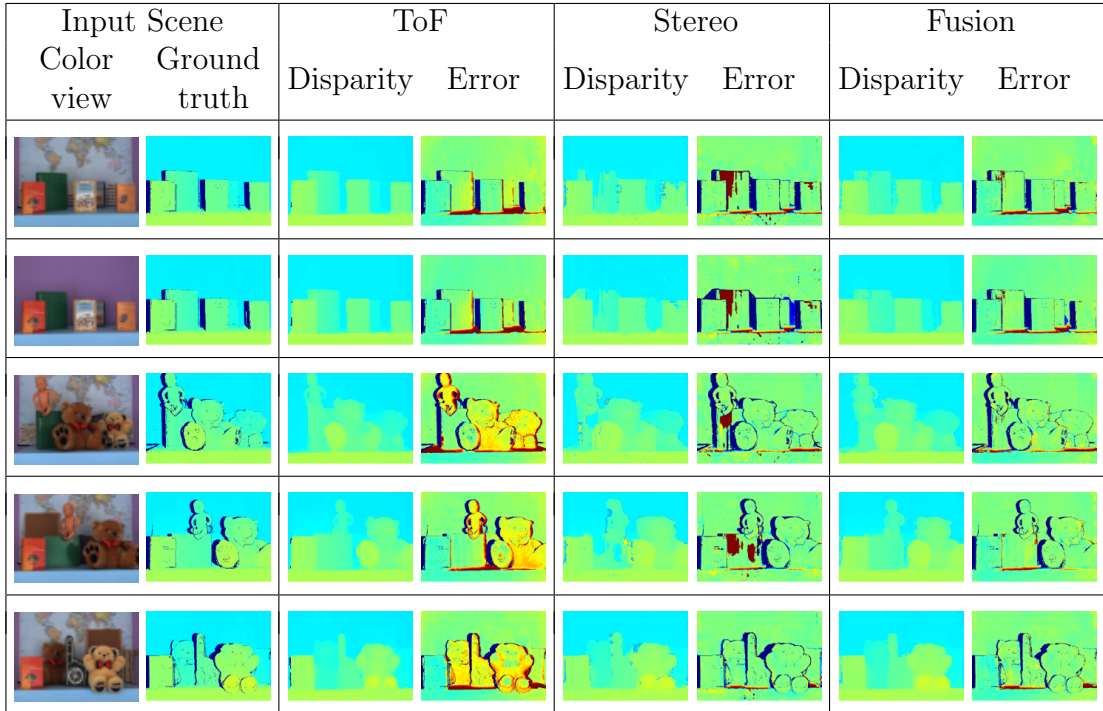 Input Scene ToF Stereo Fusion
Color view Ground truth Disparity Error Disparity Error Disparity Error